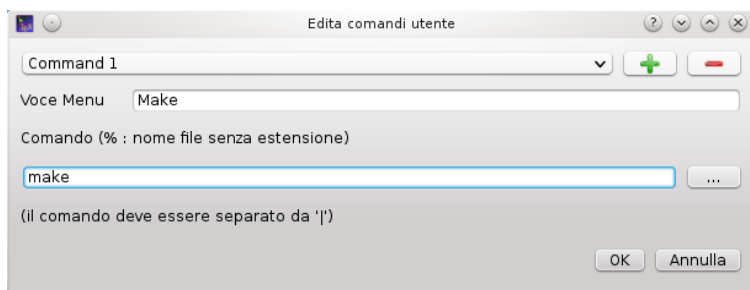 Edita comandi utente
Command 1
Voce Menu Make
Comando (% : nome file senza estensione)
make
...
(il comando deve essere separato da '|')
OK Annulla